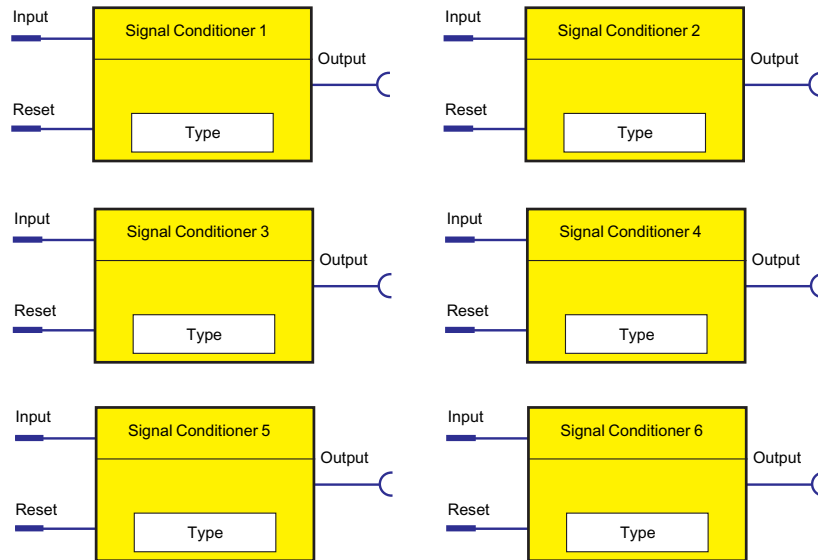 Input
Signal Conditioner 1
Output
Reset
Type
Input
Signal Conditioner 2
Output
Reset
Type
Input
Signal Conditioner 3
Output
Reset
Type
Input
Signal Conditioner 4
Output
Reset
Type
Input
Signal Conditioner 5
Output
Reset
Type
Input
Signal Conditioner 6
Output
Reset
Type